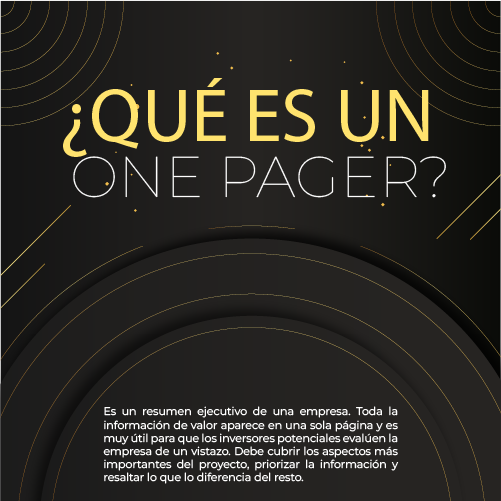 ¿QUÉ ES UN
ONE PAGER?
Es un resumen ejecutivo de una empresa. Toda la
información de valor aparece en una sola página y es
muy útil para que los inversores potenciales evalúen la
empresa de un vistazo. Debe cubrir los aspectos más
importantes del proyecto, priorizar la información y
resaltar lo que lo diferencia del resto.